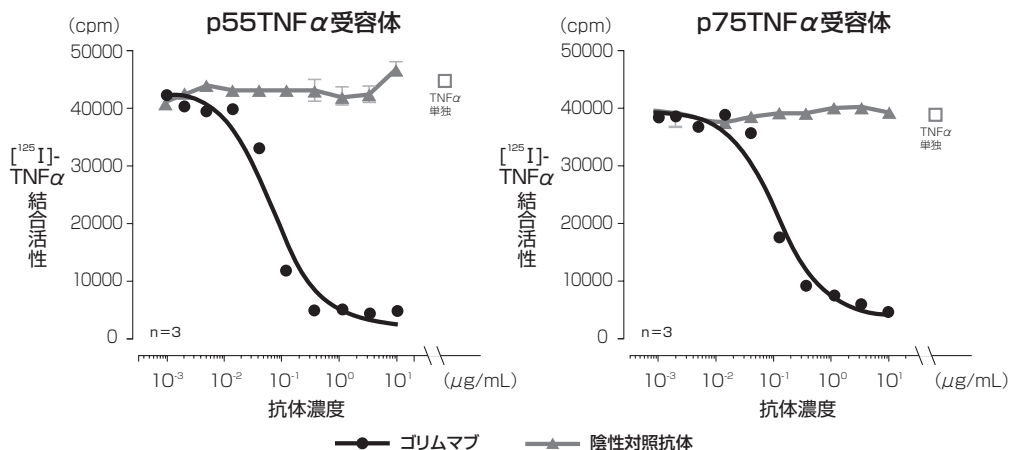 p55TNFα受容体
(cpm)
50000
40000
30000
20000
10000
0
[¹²⁵I]-
TNFα
結合活性
TNFα
単独
n=3
10⁻³ 10⁻² 10⁻¹ 10⁰ 10¹ (μg/mL)
抗体濃度
p75TNFα受容体
(cpm)
50000
40000
30000
20000
10000
0
[¹²⁵I]-
TNFα
結合活性
TNFα
単独
n=3
10⁻³ 10⁻² 10⁻¹ 10⁰ 10¹ (μg/mL)
抗体濃度
ゴリムマブ 陰性対照抗体